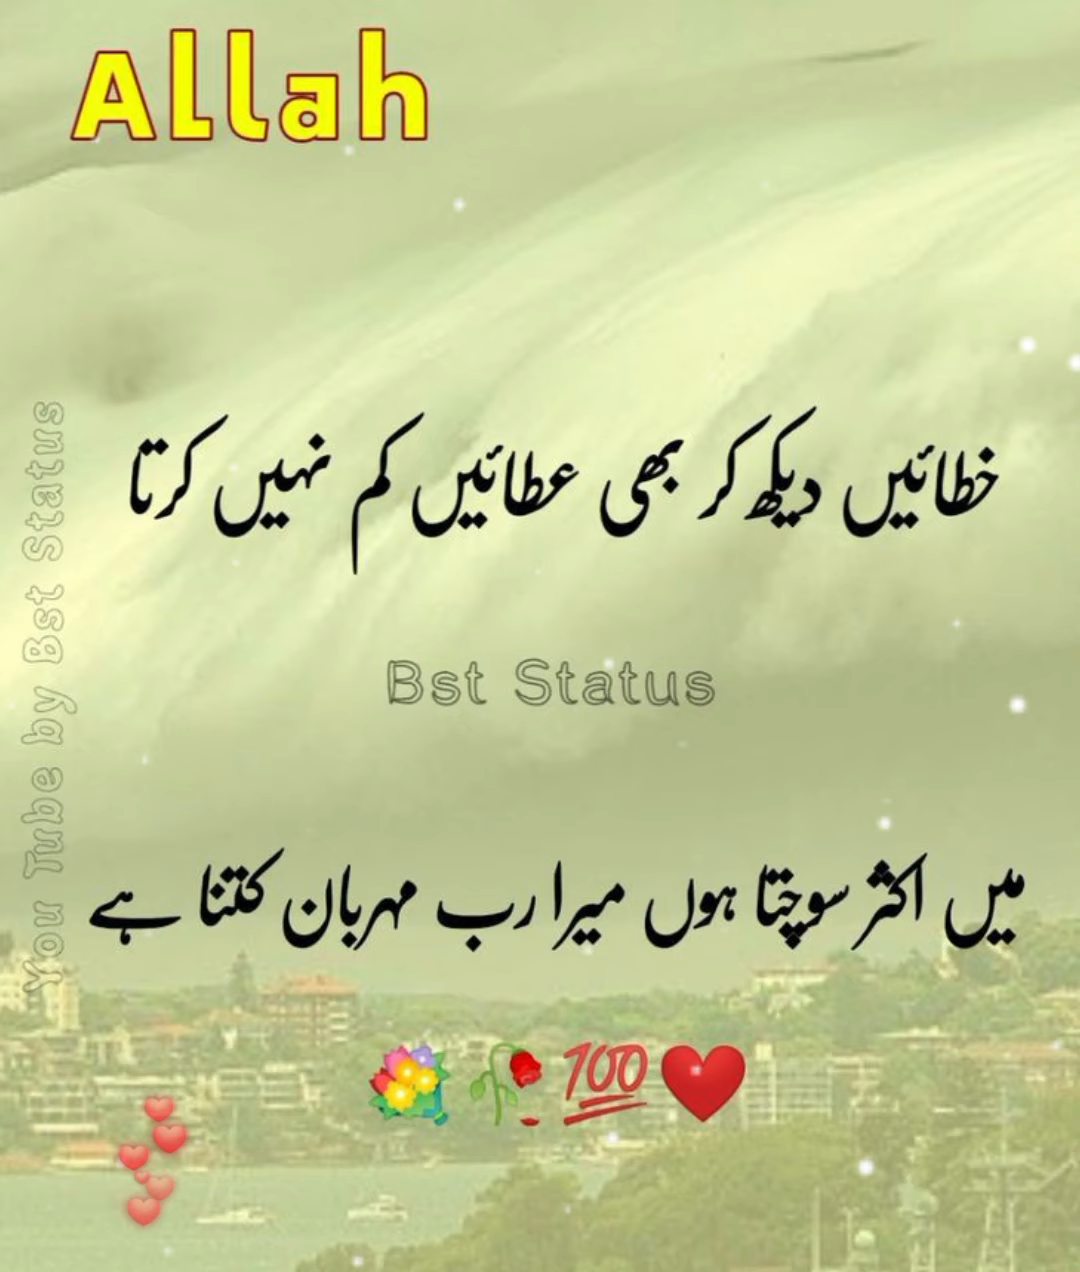 Allah
خطائیں دیکھ کر بھی عطائیں کم نہیں کرتا
Bst Status
میں اکثر سوچتا ہوں میرا رب مہربان کتنا ہے
💐🥀💯❤️
You Tube by Bst Status